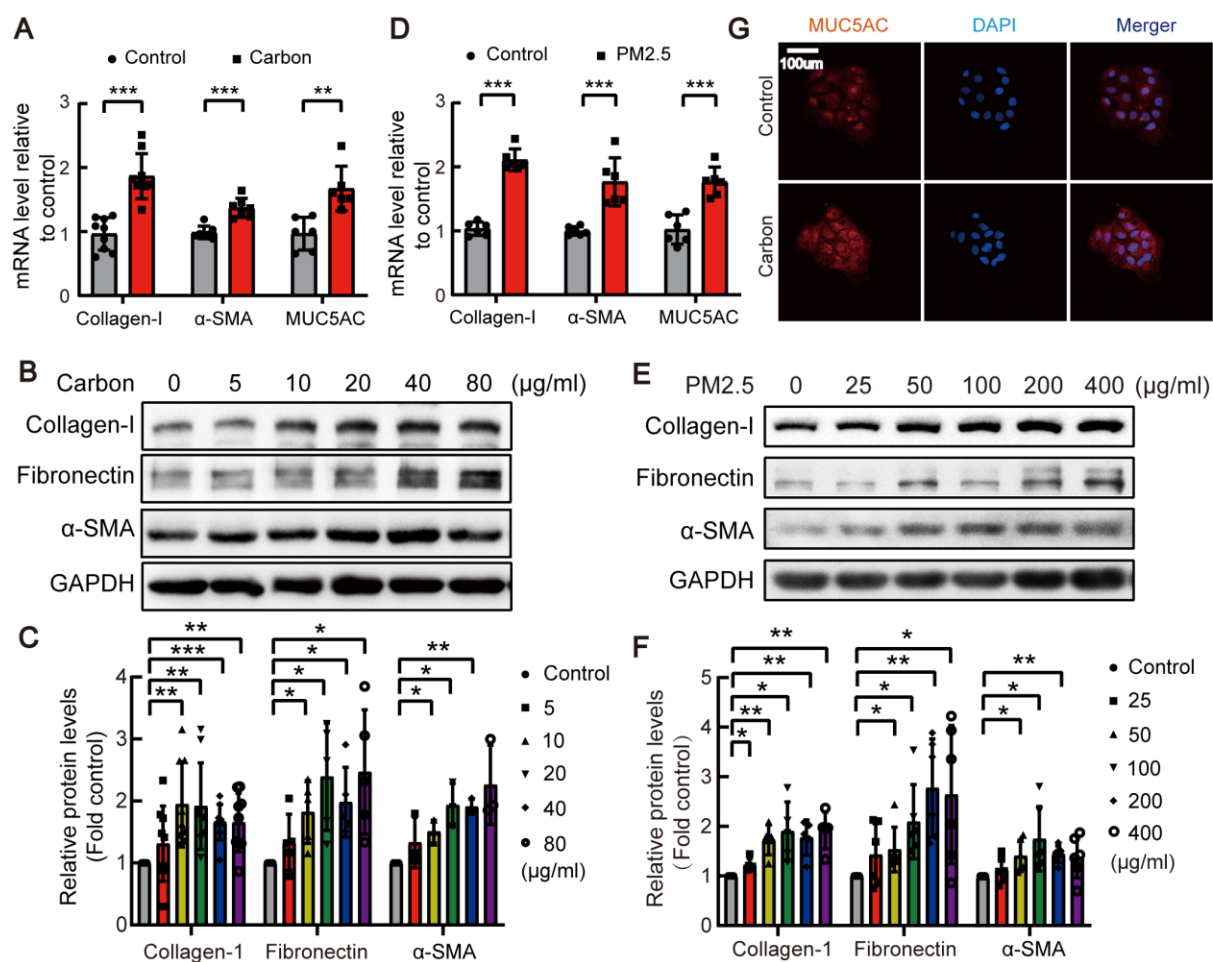 A
Control Carbon
*** *** **
mRNA level relative
to control
3
2
1
0
Collagen-I α-SMA MUC5AC
D
Control PM2.5
*** *** ***
mRNA level relative
to control
3
2
1
0
Collagen-I α-SMA MUC5AC
G
MUC5AC DAPI Merger
100um
Control
Carbon
B
Carbon 0 5 10 20 40 80 (μg/ml)
Collagen-I
Fibronectin
α-SMA
GAPDH
E
PM2.5 0 25 50 100 200 400 (μg/ml)
Collagen-I
Fibronectin
α-SMA
GAPDH
C
Relative protein levels
(Fold control)
4
3
2
1
0
** * **
*** * *
** * *
** *
Collagen-1 Fibronectin α-SMA
Control
5
10
20
40
80
(μg/ml)
F
Relative protein levels
(Fold control)
5
4
3
2
1
0
** * **
** ** *
* * *
** *
*
Collagen-1 Fibronectin α-SMA
Control
25
50
100
200
400
(μg/ml)